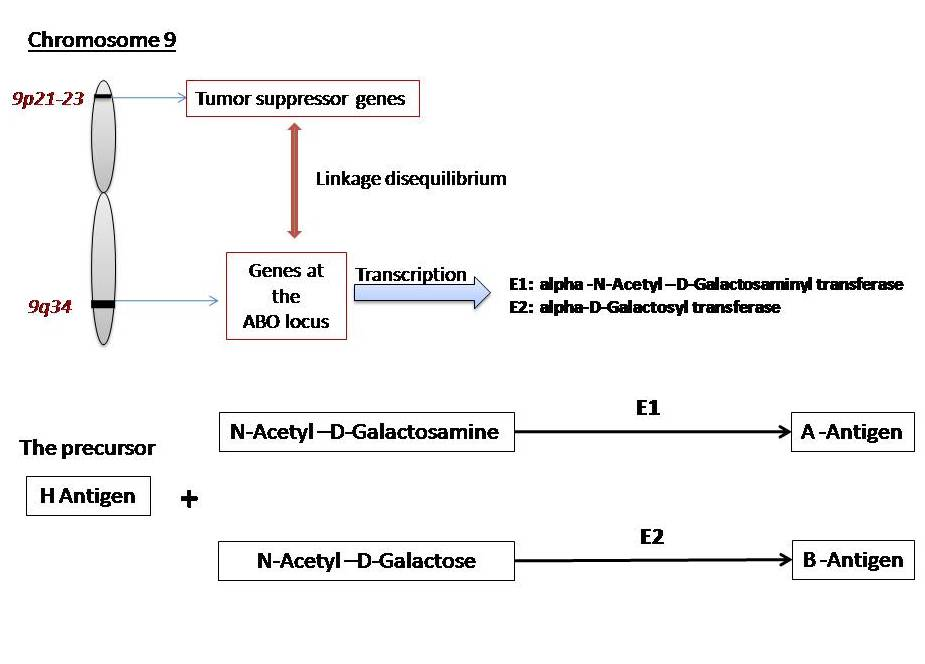 Chromosome 9
9p21-23
Tumor suppressor genes
Linkage disequilibrium
Genes at
the
ABO locus
Transcription
E1: alpha -N-Acetyl –D-Galactosaminyl transferase
E2: alpha-D-Galactosyl transferase
9q34
The precursor
H Antigen
+
N-Acetyl –D-Galactosamine
E1
A -Antigen
N-Acetyl –D-Galactose
E2
B -Antigen